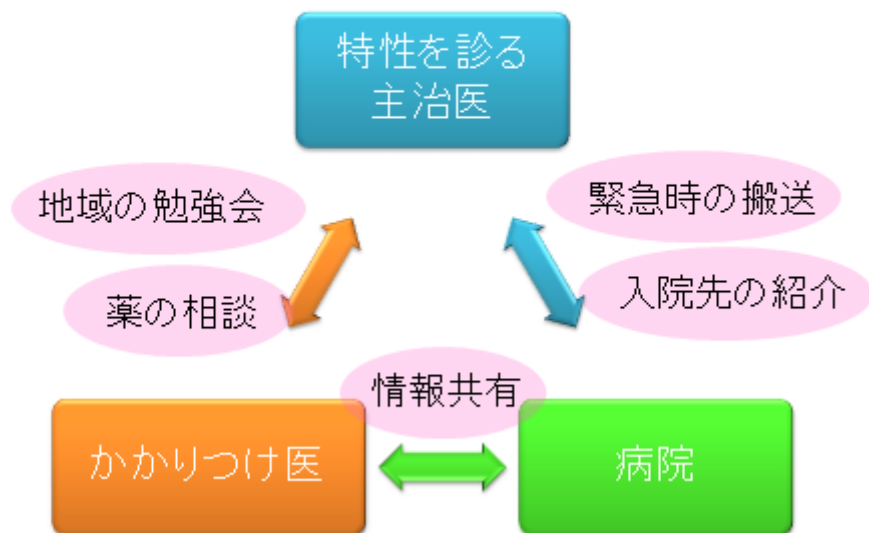 特性を診る
主治医
地域の勉強会
緊急時の搬送
薬の相談
入院先の紹介
情報共有
かかりつけ医
病院